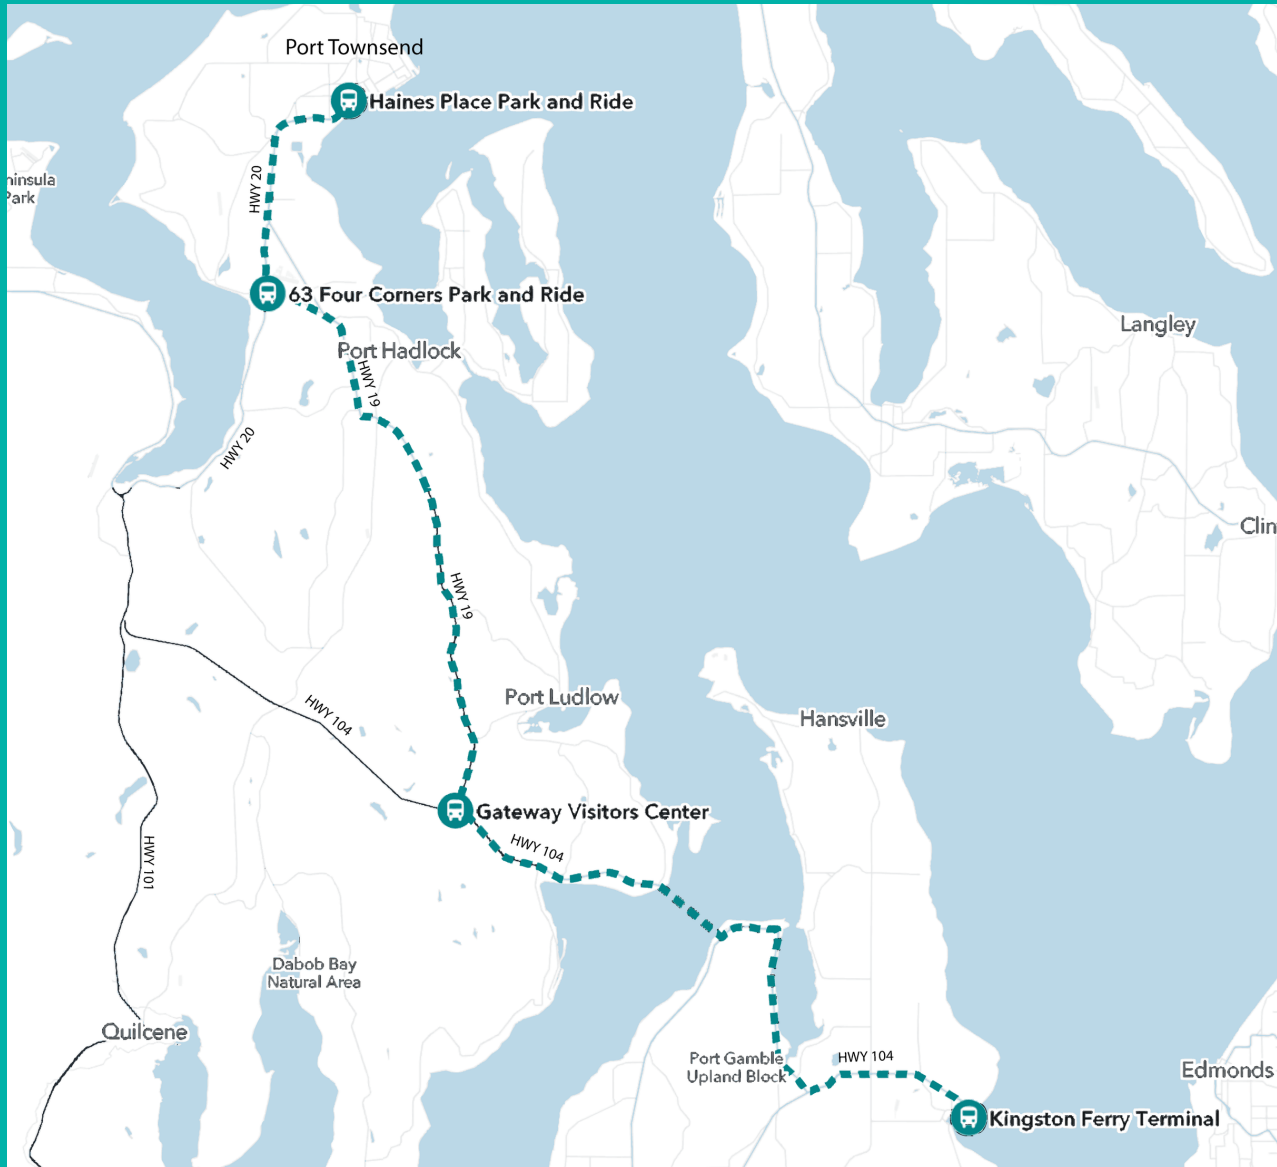 Port Townsend
Haines Place Park and Ride
HWY 20
ninsula
Park
63 Four Corners Park and Ride
Langley
Port Hadlock
HWY 19
HWY 20
Clin
HWY 19
Port Ludlow
HWY 104
Hansville
Gateway Visitors Center
HWY 104
HWY 101
Dabob Bay
Natural Area
Quilcene
Port Gamble
Upland Block
HWY 104
Edmonds
Kingston Ferry Terminal